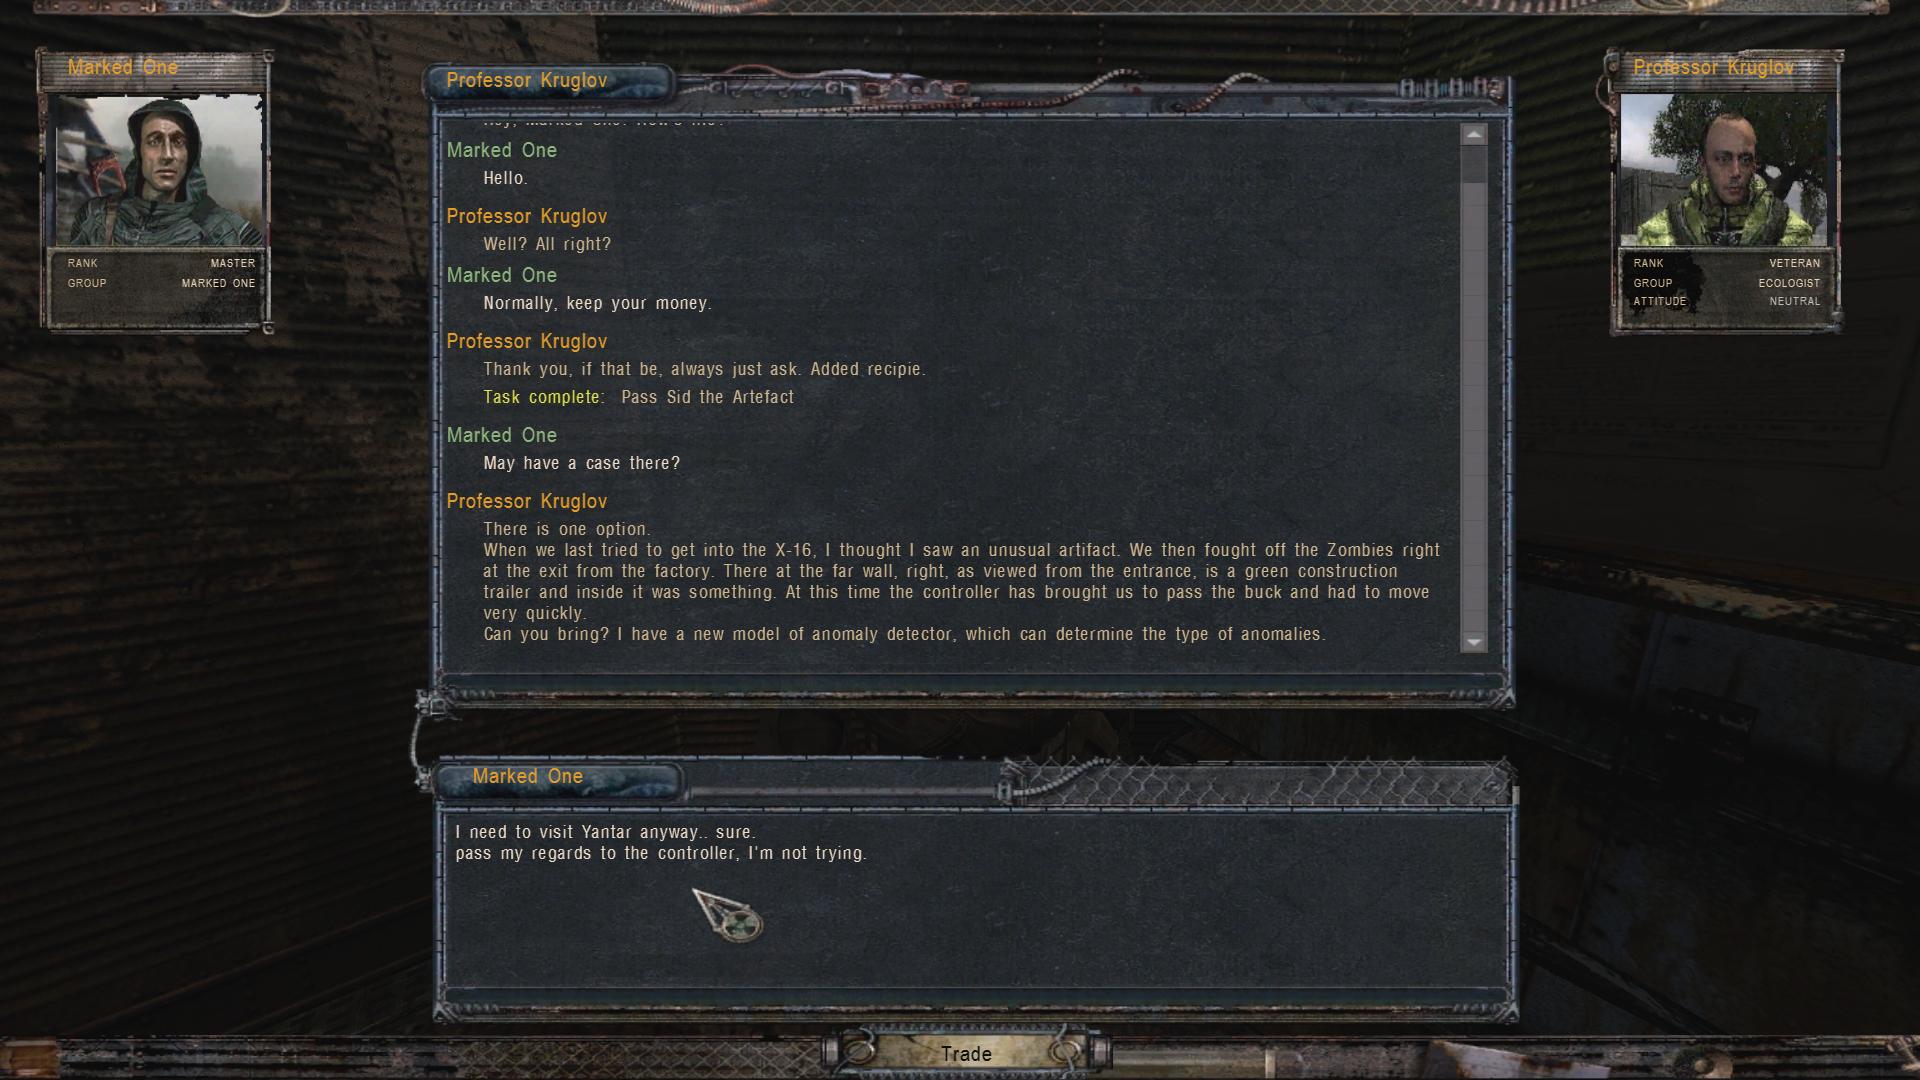 Marked One
RANK MASTER
GROUP MARKED ONE
Professor Kruglov
Hey, Marked One! How's life?
Marked One
Hello.
Professor Kruglov
Well? All right?
Marked One
Normally, keep your money.
Professor Kruglov
Thank you, if that be, always just ask. Added recipie.
Task complete: Pass Sid the Artefact
Marked One
May have a case there?
Professor Kruglov
There is one option.
When we last tried to get into the X-16, I thought I saw an unusual artifact. We then fought off the Zombies right
at the exit from the factory. There at the far wall, right, as viewed from the entrance, is a green construction
trailer and inside it was something. At this time the controller has brought us to pass the buck and had to move
very quickly.
Can you bring? I have a new model of anomaly detector, which can determine the type of anomalies.
Professor Kruglov
RANK VETERAN
GROUP ECOLOGIST
ATTITUDE NEUTRAL
Marked One
I need to visit Yantar anyway.. sure.
pass my regards to the controller, I'm not trying.
Trade